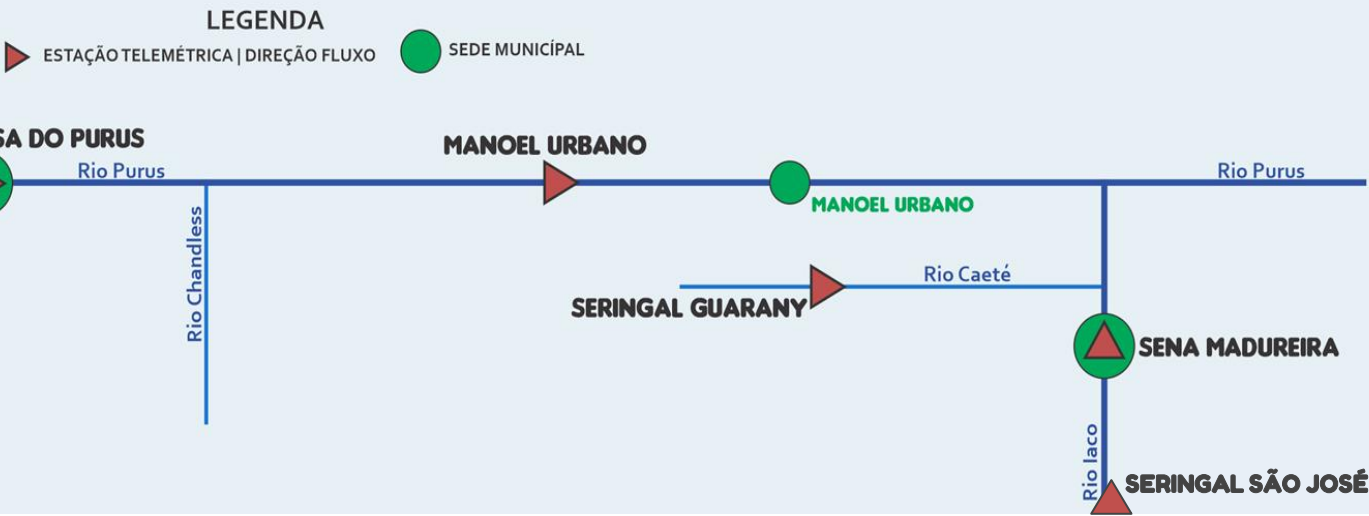 LEGENDA
ESTAÇÃO TELEMÉTRICA | DIREÇÃO FLUXO
SEDE MUNICÍPAL
SA DO PURUS
MANOEL URBANO
Rio Purus
Rio Purus
MANOEL URBANO
Rio Chandless
Rio Caeté
SERINGAL GUARANY
SENA MADUREIRA
Rio Iaco
SERINGAL SÃO JOSÉ